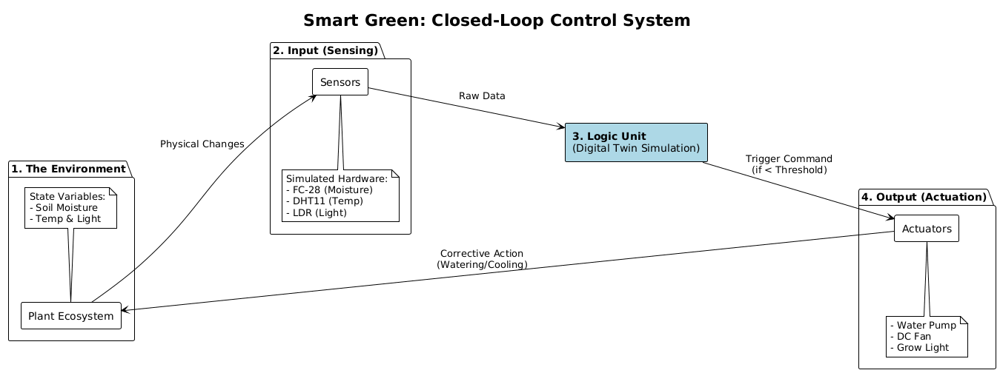 Smart Green: Closed-Loop Control System
2. Input (Sensing)
Sensors
Raw Data
3. Logic Unit
(Digital Twin Simulation)
Physical Changes
Trigger Command
(if < Threshold)
1. The Environment
State Variables:
- Soil Moisture
- Temp & Light
Simulated Hardware:
- FC-28 (Moisture)
- DHT11 (Temp)
- LDR (Light)
4. Output (Actuation)
Actuators
Corrective Action
(Watering/Cooling)
Plant Ecosystem
- Water Pump
- DC Fan
- Grow Light